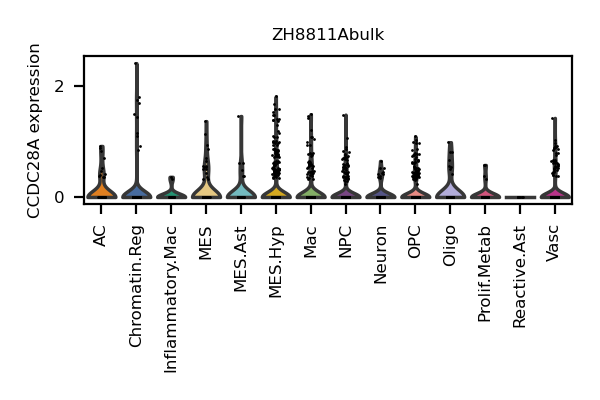 ZH8811Abulk
CCDC28A expression
2
0
AC
Chromatin.Reg
Inflammatory.Mac
MES
MES.Ast
MES.Hyp
Mac
NPC
Neuron
OPC
Oligo
Prolif.Metab
Reactive.Ast
Vasc